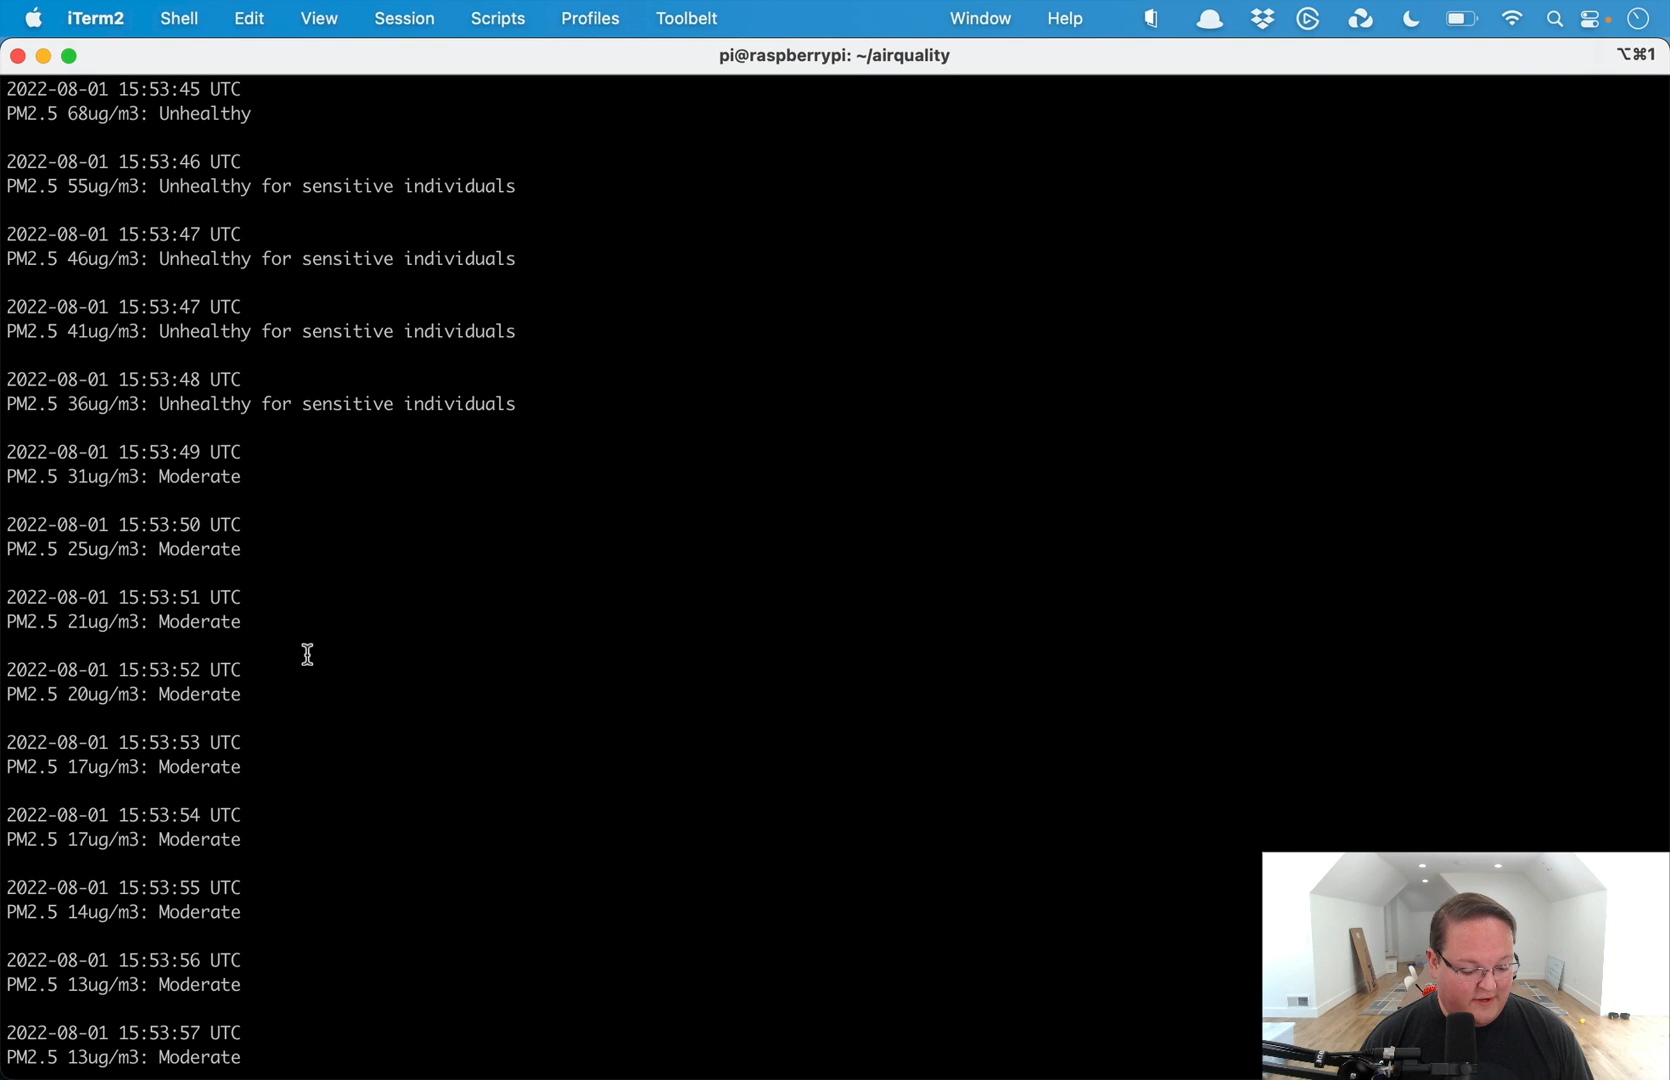 iTerm2 Shell Edit View Session Scripts Profiles Toolbelt Window Help
pi@raspberrypi: ~/airquality ⌥⌘1
2022-08-01 15:53:45 UTC
PM2.5 68ug/m3: Unhealthy
2022-08-01 15:53:46 UTC
PM2.5 55ug/m3: Unhealthy for sensitive individuals
2022-08-01 15:53:47 UTC
PM2.5 46ug/m3: Unhealthy for sensitive individuals
2022-08-01 15:53:47 UTC
PM2.5 41ug/m3: Unhealthy for sensitive individuals
2022-08-01 15:53:48 UTC
PM2.5 36ug/m3: Unhealthy for sensitive individuals
2022-08-01 15:53:49 UTC
PM2.5 31ug/m3: Moderate
2022-08-01 15:53:50 UTC
PM2.5 25ug/m3: Moderate
2022-08-01 15:53:51 UTC
PM2.5 21ug/m3: Moderate
2022-08-01 15:53:52 UTC
PM2.5 20ug/m3: Moderate
2022-08-01 15:53:53 UTC
PM2.5 17ug/m3: Moderate
2022-08-01 15:53:54 UTC
PM2.5 17ug/m3: Moderate
2022-08-01 15:53:55 UTC
PM2.5 14ug/m3: Moderate
2022-08-01 15:53:56 UTC
PM2.5 13ug/m3: Moderate
2022-08-01 15:53:57 UTC
PM2.5 13ug/m3: Moderate